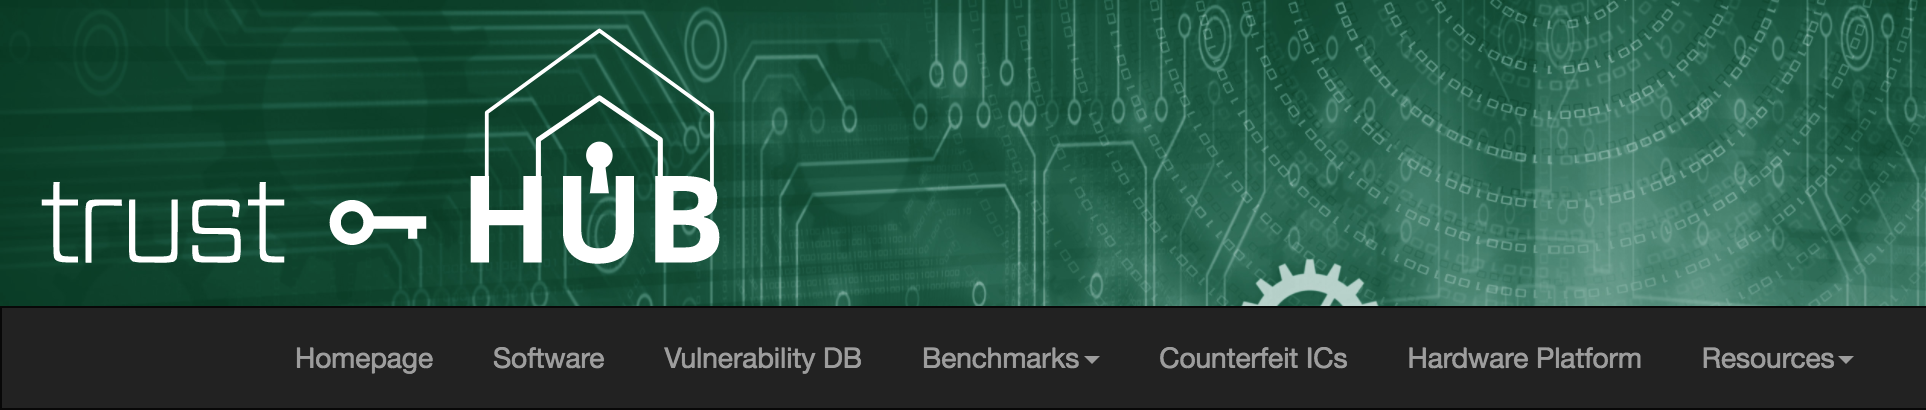 trust HUB
Homepage Software Vulnerability DB Benchmarks Counterfeit ICs Hardware Platform Resources